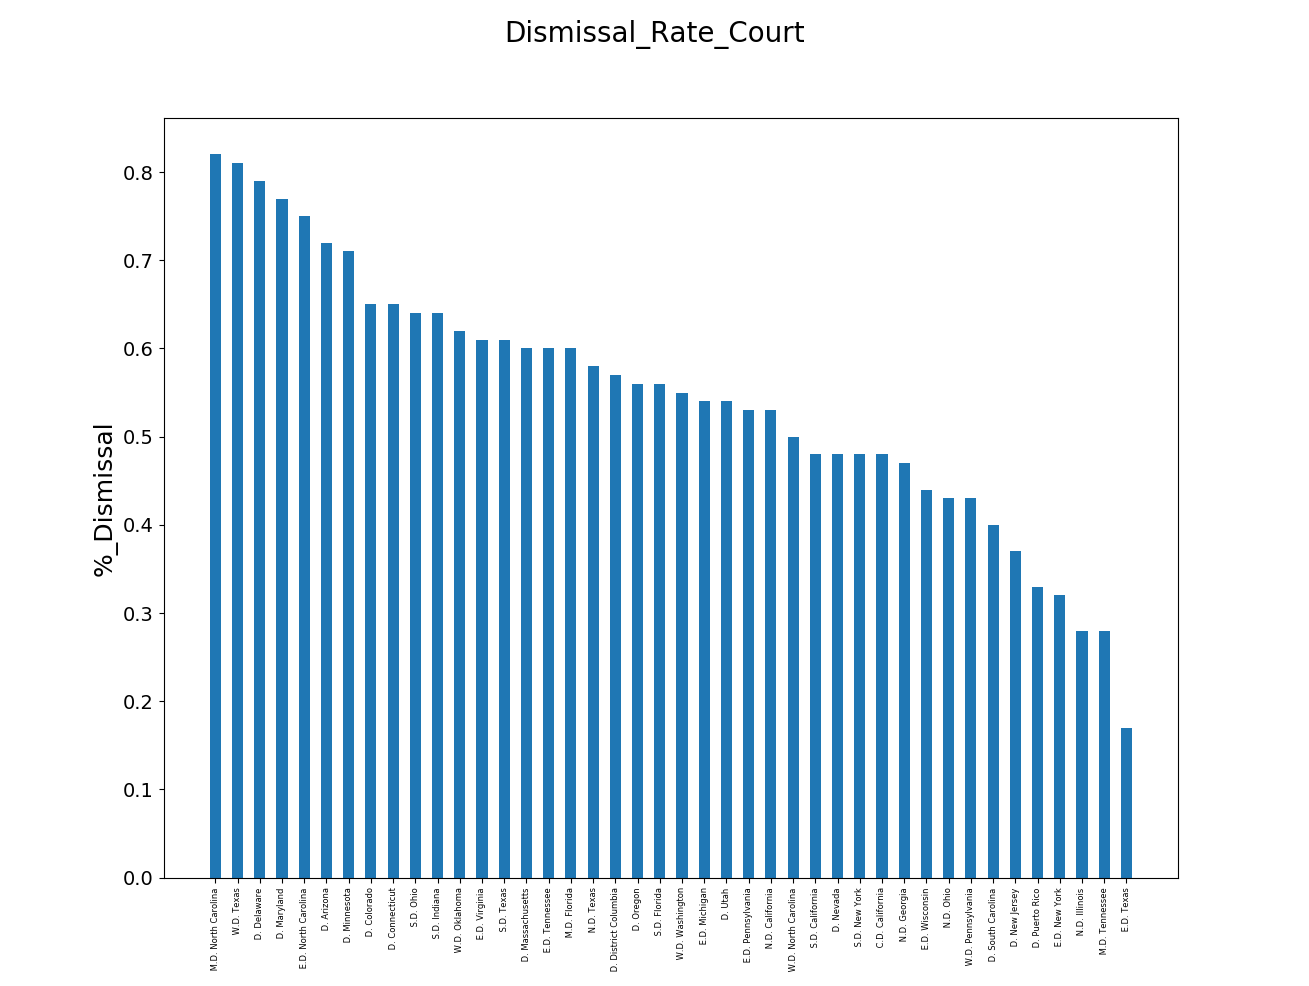 Dismissal_Rate_Court
%_Dismissal
0.8
0.7
0.6
0.5
0.4
0.3
0.2
0.1
0.0
M.D. North Carolina
W.D. Texas
D. Delaware
D. Maryland
E.D. North Carolina
D. Arizona
D. Minnesota
D. Colorado
D. Connecticut
S.D. Ohio
S.D. Indiana
W.D. Oklahoma
E.D. Virginia
S.D. Texas
D. Massachusetts
E.D. Tennessee
M.D. Florida
N.D. Texas
D. District Columbia
D. Oregon
S.D. Florida
W.D. Washington
E.D. Michigan
D. Utah
E.D. Pennsylvania
N.D. California
W.D. North Carolina
S.D. California
D. Nevada
S.D. New York
C.D. California
N.D. Georgia
E.D. Wisconsin
N.D. Ohio
W.D. Pennsylvania
D. South Carolina
D. New Jersey
D. Puerto Rico
E.D. New York
N.D. Illinois
M.D. Tennessee
E.D. Texas